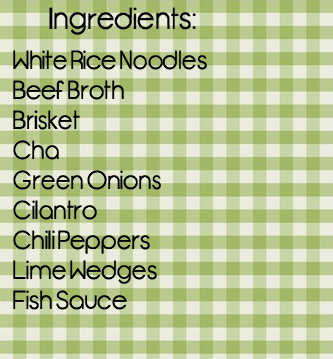 Ingredients:
White Rice Noodles
Beef Broth
Brisket
Cha
Green Onions
Cilantro
Chili Peppers
Lime Wedges
Fish Sauce